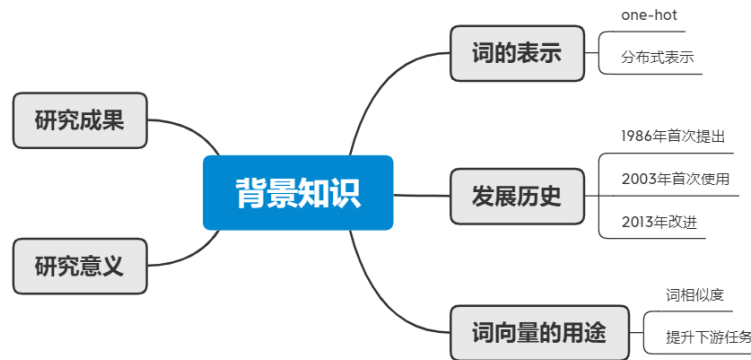 背景知识
词的表示
one-hot
分布式表示
发展历史
1986年首次提出
2003年首次使用
2013年改进
词向量的用途
词相似度
提升下游任务
研究成果
研究意义